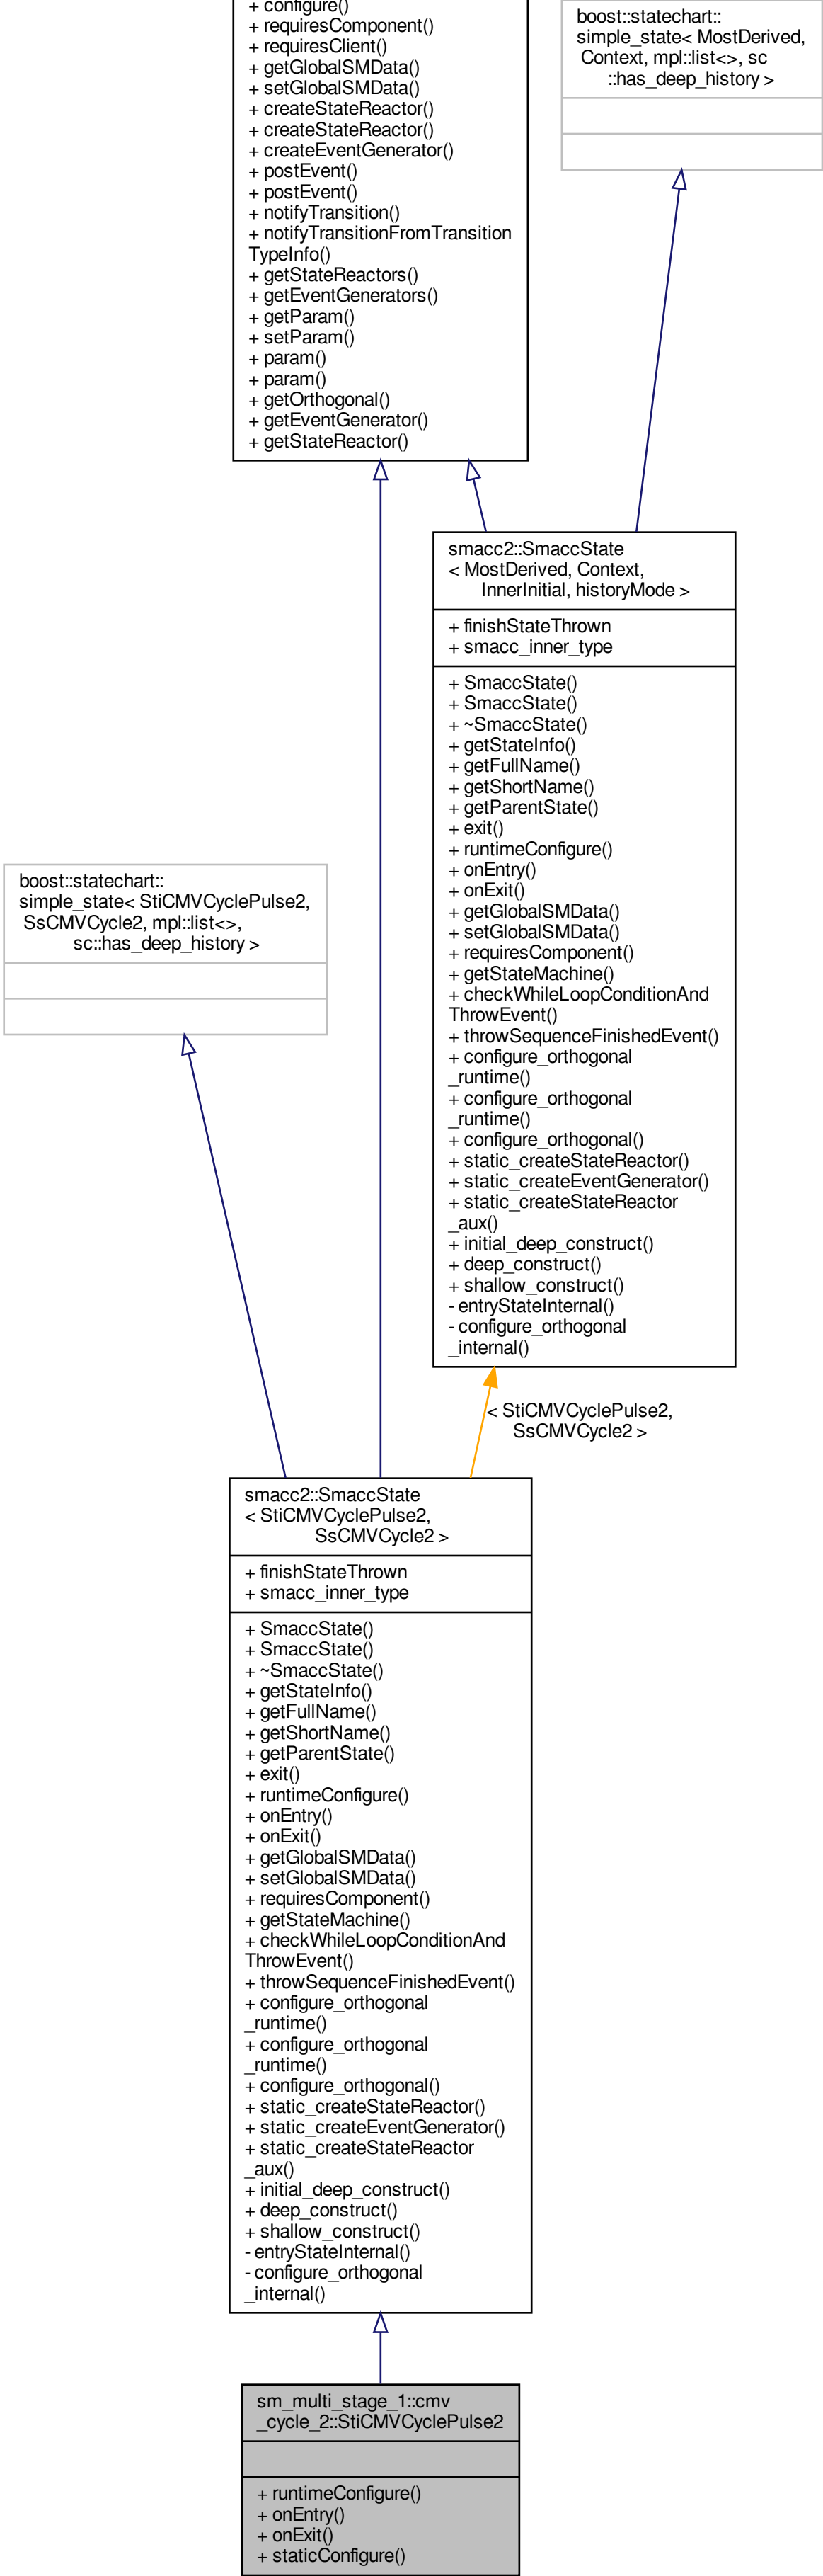 + configure()
+ requiresComponent()
+ requiresClient()
+ getGlobalSMData()
+ setGlobalSMData()
+ createStateReactor()
+ createStateReactor()
+ createEventGenerator()
+ postEvent()
+ postEvent()
+ notifyTransition()
+ notifyTransitionFromTransition
TypeInfo()
+ getStateReactors()
+ getEventGenerators()
+ getParam()
+ setParam()
+ param()
+ param()
+ getOrthogonal()
+ getEventGenerator()
+ getStateReactor()
boost::statechart::
simple_state< MostDerived,
Context, mpl::list<>, sc
::has_deep_history >
smacc2::SmaccState
< MostDerived, Context,
InnerInitial, historyMode >
+ finishStateThrown
+ smacc_inner_type
+ SmaccState()
+ SmaccState()
+ ~SmaccState()
+ getStateInfo()
+ getFullName()
+ getShortName()
+ getParentState()
+ exit()
+ runtimeConfigure()
+ onEntry()
+ onExit()
+ getGlobalSMData()
+ setGlobalSMData()
+ requiresComponent()
+ getStateMachine()
+ checkWhileLoopConditionAnd
ThrowEvent()
+ throwSequenceFinishedEvent()
+ configure_orthogonal
_runtime()
+ configure_orthogonal
_runtime()
+ configure_orthogonal()
+ static_createStateReactor()
+ static_createEventGenerator()
+ static_createStateReactor
_aux()
+ initial_deep_construct()
+ deep_construct()
+ shallow_construct()
- entryStateInternal()
- configure_orthogonal
_internal()
boost::statechart::
simple_state< StiCMVCyclePulse2,
SsCMVCycle2, mpl::list<>,
sc::has_deep_history >
< StiCMVCyclePulse2,
SsCMVCycle2 >
smacc2::SmaccState
< StiCMVCyclePulse2,
SsCMVCycle2 >
+ finishStateThrown
+ smacc_inner_type
+ SmaccState()
+ SmaccState()
+ ~SmaccState()
+ getStateInfo()
+ getFullName()
+ getShortName()
+ getParentState()
+ exit()
+ runtimeConfigure()
+ onEntry()
+ onExit()
+ getGlobalSMData()
+ setGlobalSMData()
+ requiresComponent()
+ getStateMachine()
+ checkWhileLoopConditionAnd
ThrowEvent()
+ throwSequenceFinishedEvent()
+ configure_orthogonal
_runtime()
+ configure_orthogonal
_runtime()
+ configure_orthogonal()
+ static_createStateReactor()
+ static_createEventGenerator()
+ static_createStateReactor
_aux()
+ initial_deep_construct()
+ deep_construct()
+ shallow_construct()
- entryStateInternal()
- configure_orthogonal
_internal()
sm_multi_stage_1::cmv
_cycle_2::StiCMVCyclePulse2
+ runtimeConfigure()
+ onEntry()
+ onExit()
+ staticConfigure()